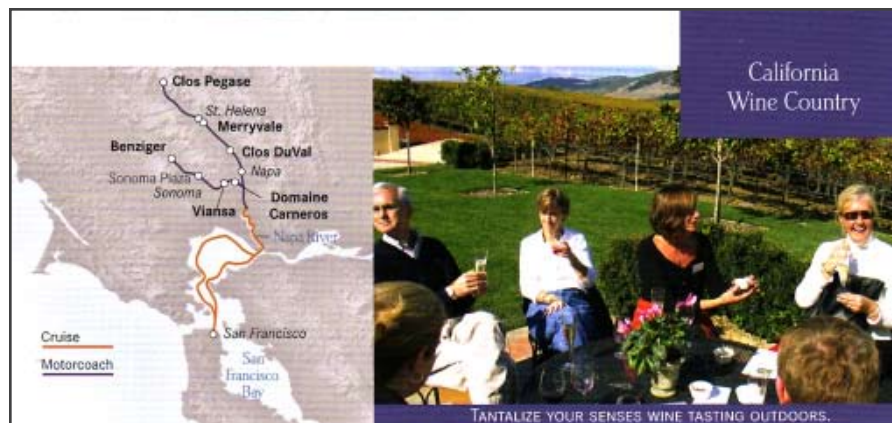 California
Wine Country
Clos Pegase
St. Helena
Merryvale
Benziger
Clos DuVal
Napa
Sonoma Plaza
Sonoma
Viansa
Domaine
Carneros
Napa River
San Francisco
Cruise
Motorcoach
San
Francisco
Bay
TANTALIZE YOUR SENSES WINE TASTING OUTDOORS.